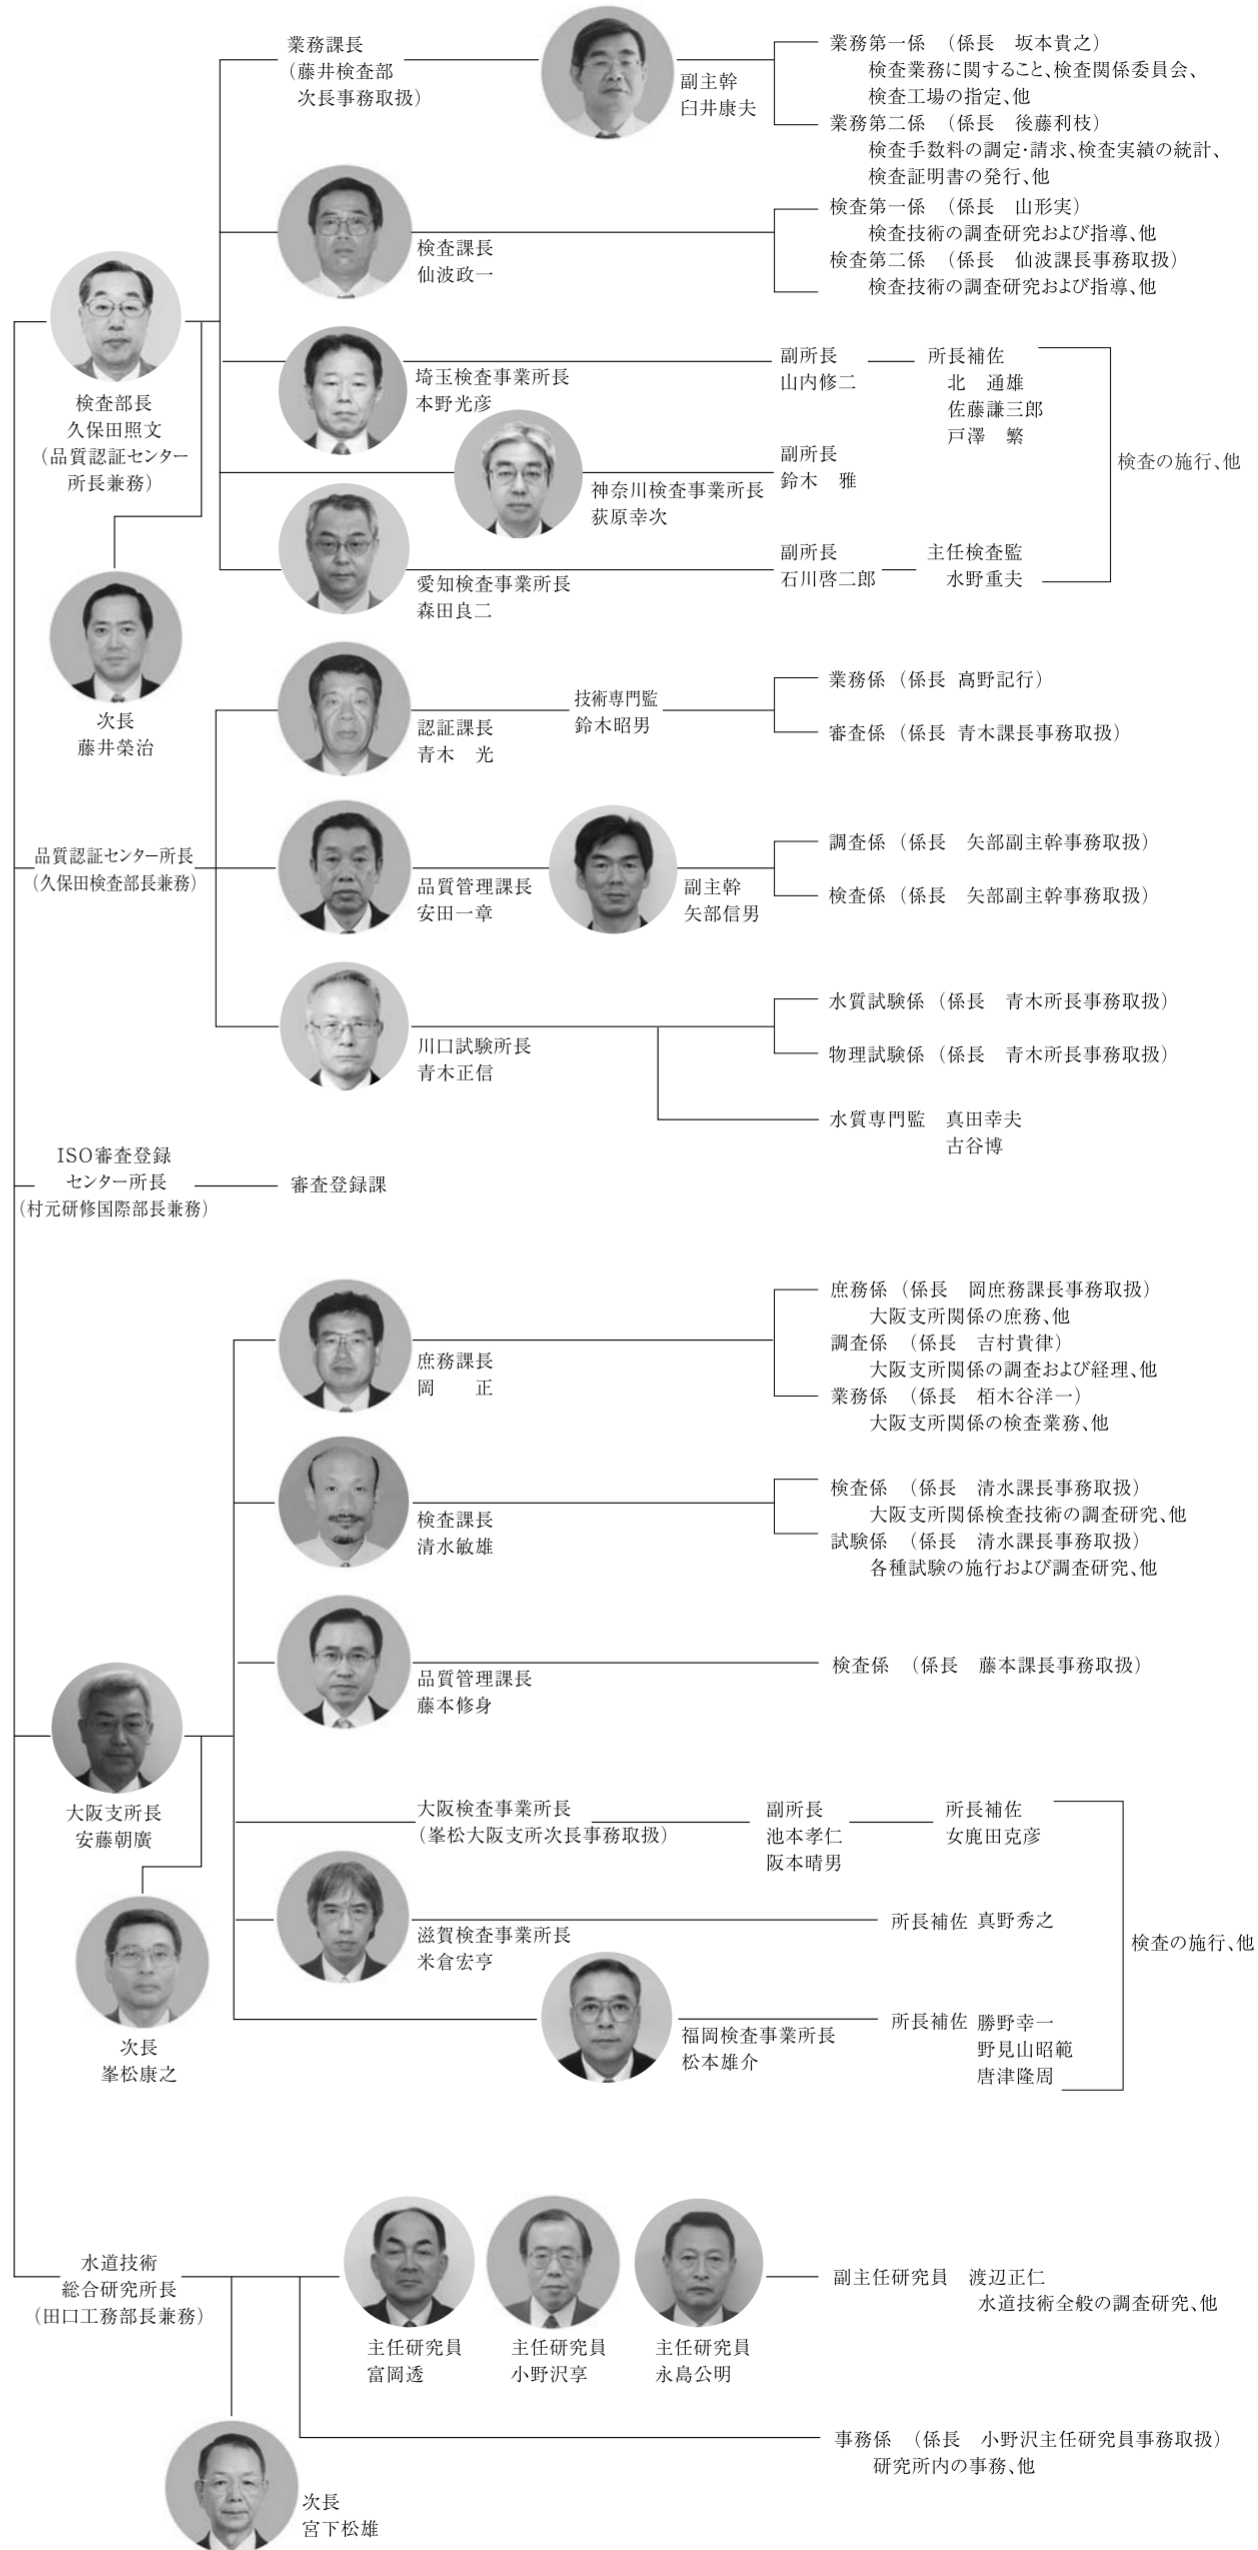 業務課長
（藤井検査部
次長事務取扱）
副主幹
臼井康夫
業務第一係　（係長　坂本貴之）
検査業務に関すること、検査関係委員会、
検査工場の指定、他
業務第二係　（係長　後藤利枝）
検査手数料の調定・請求、検査実績の統計、
検査証明書の発行、他
検査課長
仙波政一
検査第一係　（係長　山形実）
検査技術の調査研究および指導、他
検査第二係　（係長　仙波課長事務取扱）
検査技術の調査研究および指導、他
検査部長
久保田照文
（品質認証センター
所長兼務）
次長
藤井榮治
埼玉検査事業所長
本野光彦
副所長
山内修二
所長補佐
北　通雄
佐藤謙三郎
戸澤　繁
神奈川検査事業所長
荻原幸次
副所長
鈴木　雅
愛知検査事業所長
森田良二
副所長
石川啓二郎
主任検査監
水野重夫
検査の施行、他
品質認証センター所長
（久保田検査部長兼務）
認証課長
青木　光
技術専門監
鈴木昭男
業務係（係長 高野記行）
審査係（係長 青木課長事務取扱）
品質管理課長
安田一章
副主幹
矢部信男
調査係（係長　矢部副主幹事務取扱）
検査係（係長　矢部副主幹事務取扱）
川口試験所長
青木正信
水質試験係（係長　青木所長事務取扱）
物理試験係（係長　青木所長事務取扱）
水質専門監　真田幸夫
古谷博
ISO審査登録
センター所長
（村元研修国際部長兼務）
審査登録課
大阪支所長
安藤朝廣
次長
峯松康之
庶務課長
岡　　正
庶務係（係長　岡庶務課長事務取扱）
大阪支所関係の庶務、他
調査係　（係長　吉村貴律）
大阪支所関係の調査および経理、他
業務係　（係長　栢木谷洋一）
大阪支所関係の検査業務、他
検査課長
清水敏雄
検査係　（係長　清水課長事務取扱）
大阪支所関係検査技術の調査研究、他
試験係　（係長　清水課長事務取扱）
各種試験の施行および調査研究、他
品質管理課長
藤本修身
検査係　（係長　藤本課長事務取扱）
大阪検査事業所長
（峯松大阪支所次長事務取扱）
副所長
池本孝仁
阪本晴男
所長補佐
女鹿田克彦
滋賀検査事業所長
米倉宏亨
所長補佐 真野秀之
福岡検査事業所長
松本雄介
所長補佐 勝野幸一
野見山昭範
唐津隆周
検査の施行、他
水道技術
総合研究所長
（田口工務部長兼務）
次長
宮下松雄
主任研究員
富岡透
主任研究員
小野沢享
主任研究員
永島公明
副主任研究員　渡辺正仁
水道技術全般の調査研究、他
事務係　（係長　小野沢主任研究員事務取扱）
研究所内の事務、他